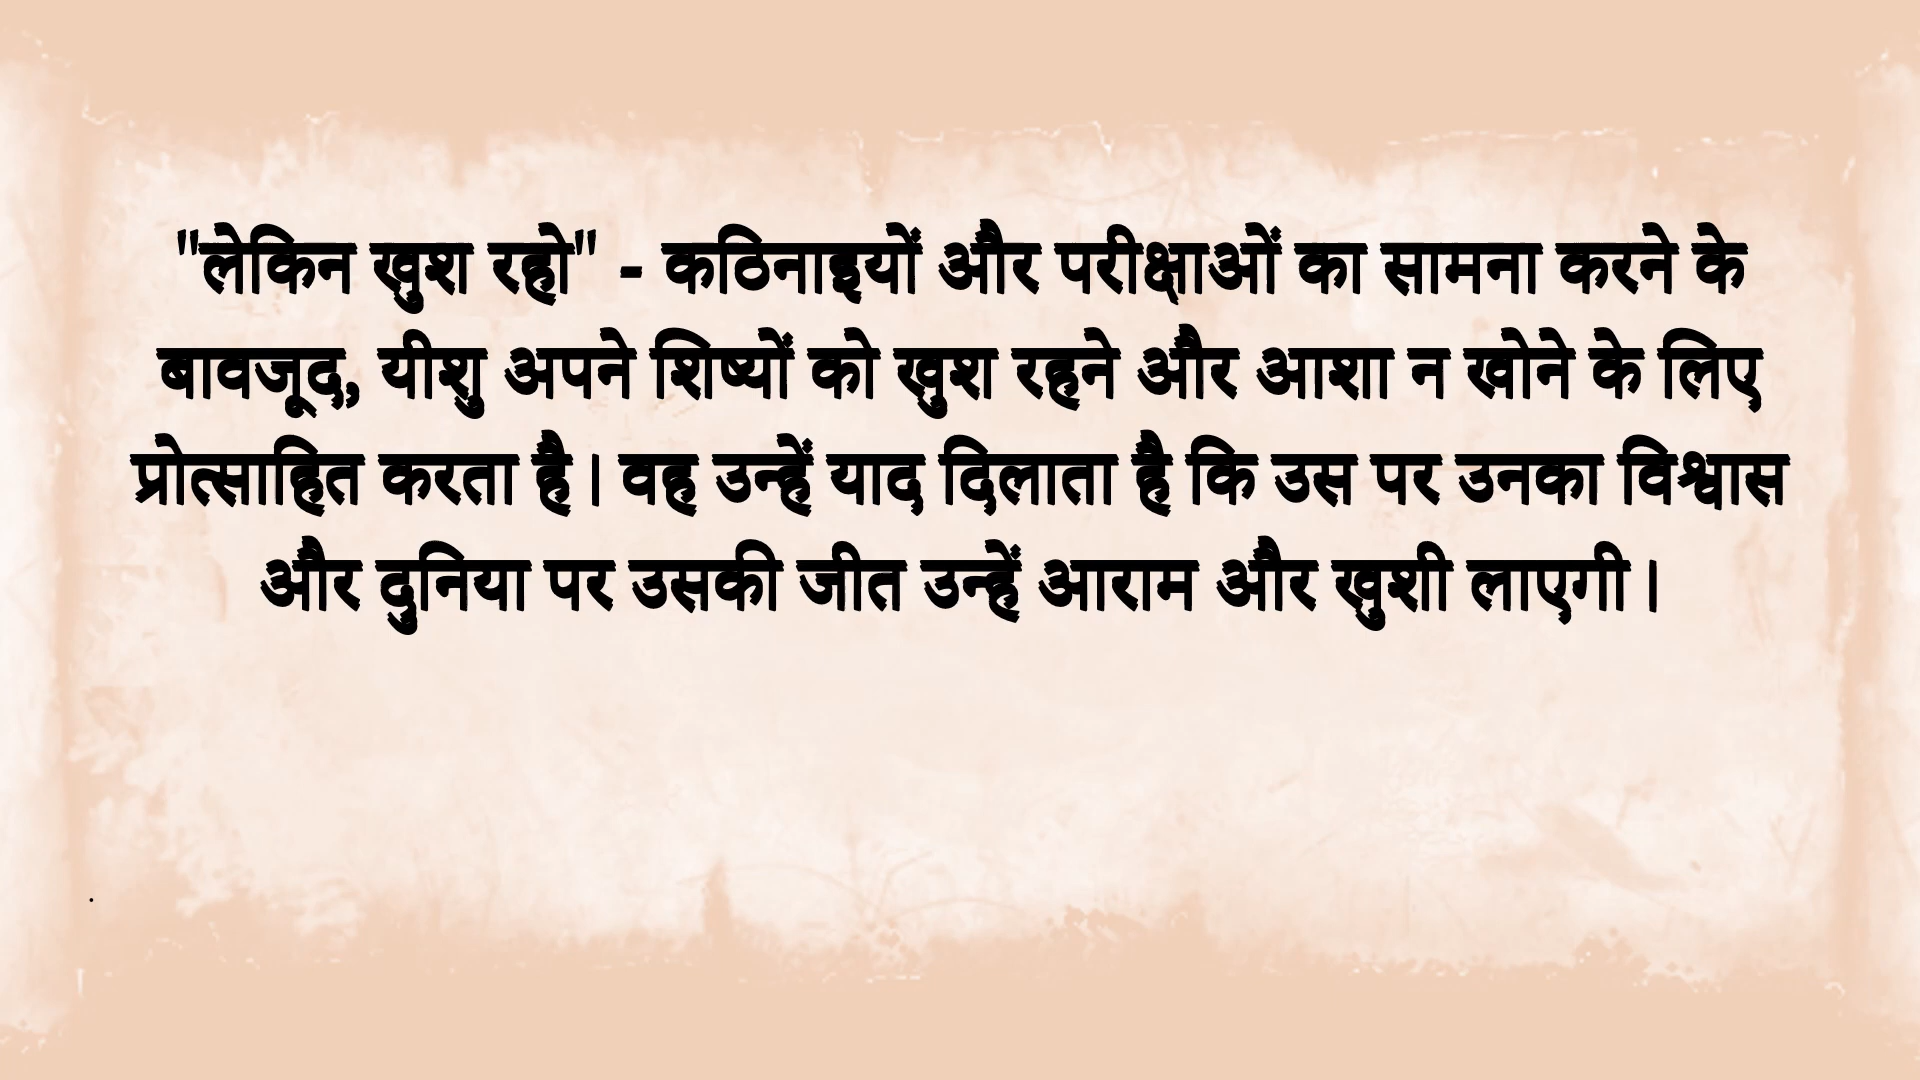 "लेकिन खुश रहो" - कठिनाइयों और परीक्षाओं का सामना करने के
बावजूद, यीशु अपने शिष्यों को खुश रहने और आशा न खोने के लिए
प्रोत्साहित करता है। वह उन्हें याद दिलाता है कि उस पर उनका विश्वास
और दुनिया पर उसकी जीत उन्हें आराम और खुशी लाएगी।
.